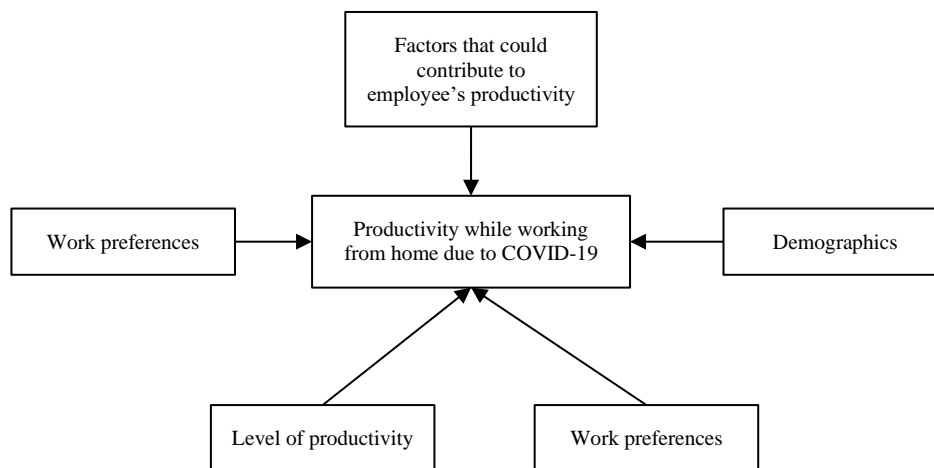 Factors that could
contribute to
employee's productivity
Work preferences
Productivity while working
from home due to COVID-19
Demographics
Level of productivity
Work preferences